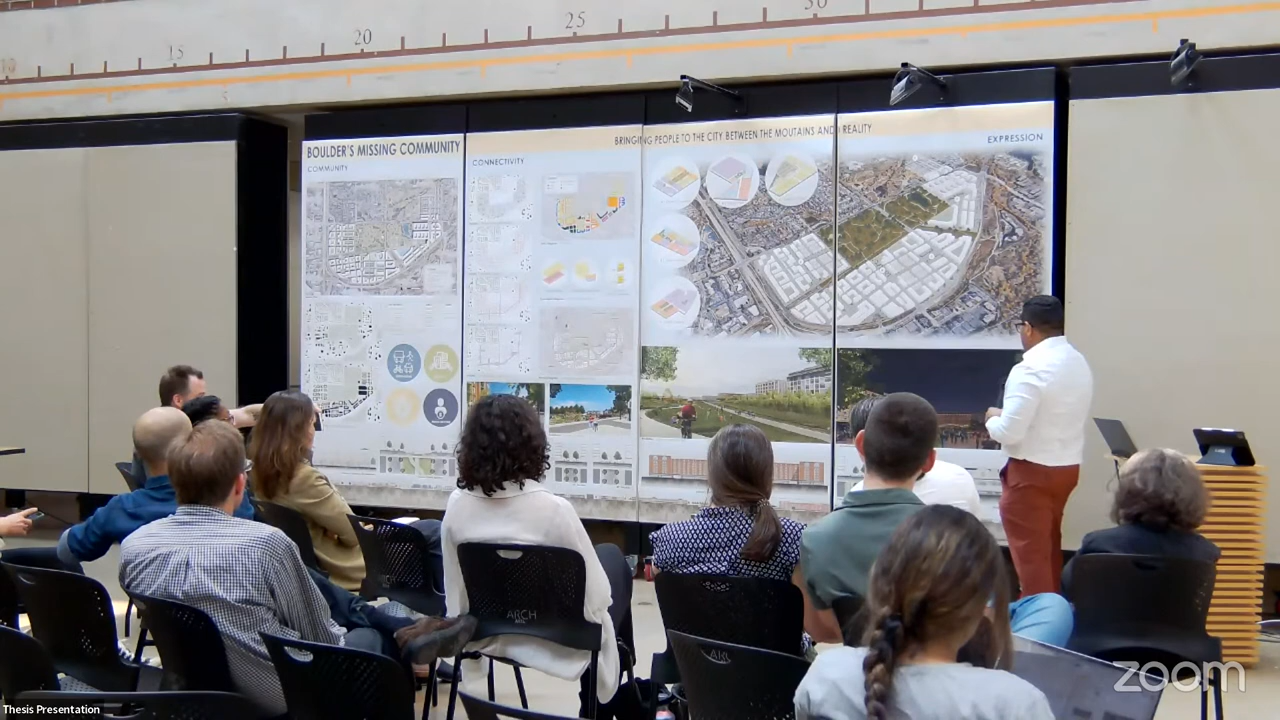 15
20
25
30
BOULDER'S MISSING COMMUNITY
COMMUNITY
CONNECTIVITY
BRINGING PEOPLE TO THE CITY BETWEEN THE MOUTAINS AND REALITY
EXPRESSION
ARCH
Thesis Presentation
zoom